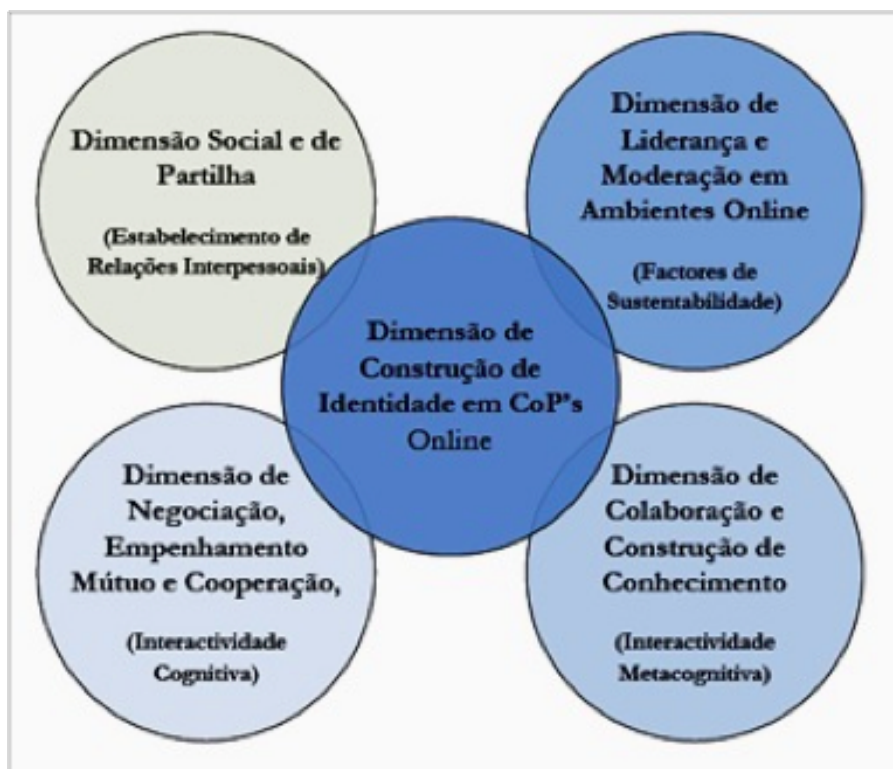 Dimensão Social e de
Partilha
(Estabelecimento de
Relações Interpessoais)
Dimensão de
Liderança e
Moderação em
Ambientes Online
(Factores de
Sustentabilidade)
Dimensão de
Construção de
Identidade em CoP's
Online
Dimensão de
Negociação,
Empenhamento
Mútuo e Cooperação,
(Interactividade
Cognitiva)
Dimensão de
Colaboração e
Construção de
Conhecimento
(Interactividade
Metacognitiva)